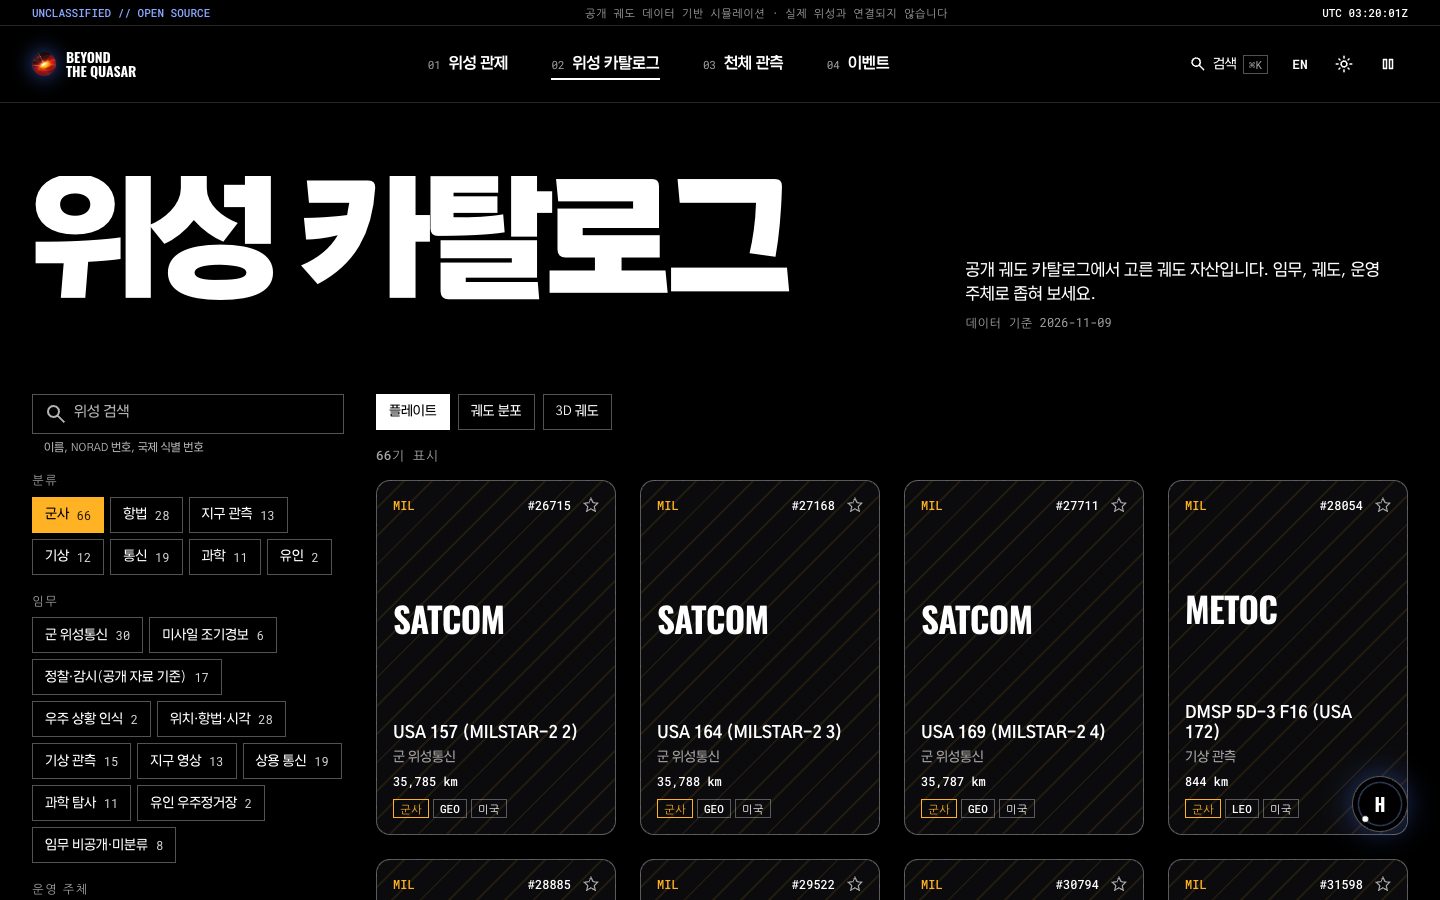 UNCLASSIFIED // OPEN SOURCE
공개 궤도 데이터 기반 시뮬레이션 · 실제 위성과 연결되지 않습니다
UTC 03:20:01Z
BEYOND
THE QUASAR
01 위성 관제
02 위성 카탈로그
03 천체 관측
04 이벤트
검색 ⌘K
EN
위성 카탈로그
공개 궤도 카탈로그에서 고른 궤도 자산입니다. 임무, 궤도, 운영
주체로 좁혀 보세요.
데이터 기준 2026-11-09
위성 검색
이름, NORAD 번호, 국제 식별 번호
분류
군사 66 항법 28 지구 관측 13
기상 12 통신 19 과학 11 유인 2
임무
군 위성통신 30 미사일 조기경보 6
정찰·감시(공개 자료 기준) 17
우주 상황 인식 2 위치·항법·시각 28
기상 관측 15 지구 영상 13 상용 통신 19
과학 탐사 11 유인 우주정거장 2
임무 비공개·미분류 8
운영 주체
플레이트 궤도 분포 3D 궤도
66기 표시
MIL #26715
SATCOM
USA 157 (MILSTAR-2 2)
군 위성통신
35,785 km
군사 GEO 미국
MIL #27168
SATCOM
USA 164 (MILSTAR-2 3)
군 위성통신
35,788 km
군사 GEO 미국
MIL #27711
SATCOM
USA 169 (MILSTAR-2 4)
군 위성통신
35,787 km
군사 GEO 미국
MIL #28054
METOC
DMSP 5D-3 F16 (USA
172)
기상 관측
844 km
군사 LEO 미국
H
MIL #28885
MIL #29522
MIL #30794
MIL #31598